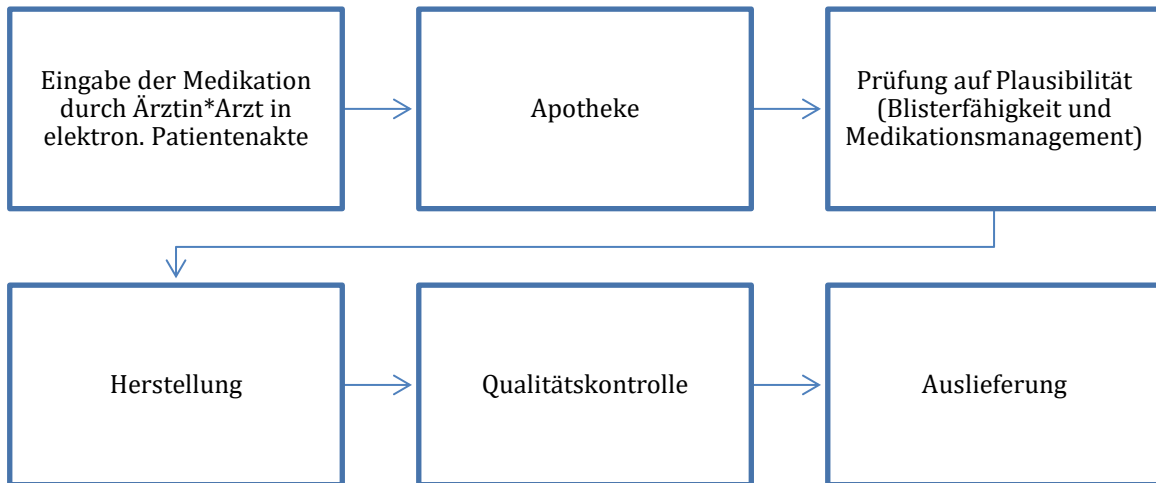 Eingabe der Medikation
durch Ärztin*Arzt in
elektron. Patientenakte
Apotheke
Prüfung auf Plausibilität
(Blisterfähigkeit und
Medikationsmanagement)
Herstellung
Qualitätskontrolle
Auslieferung